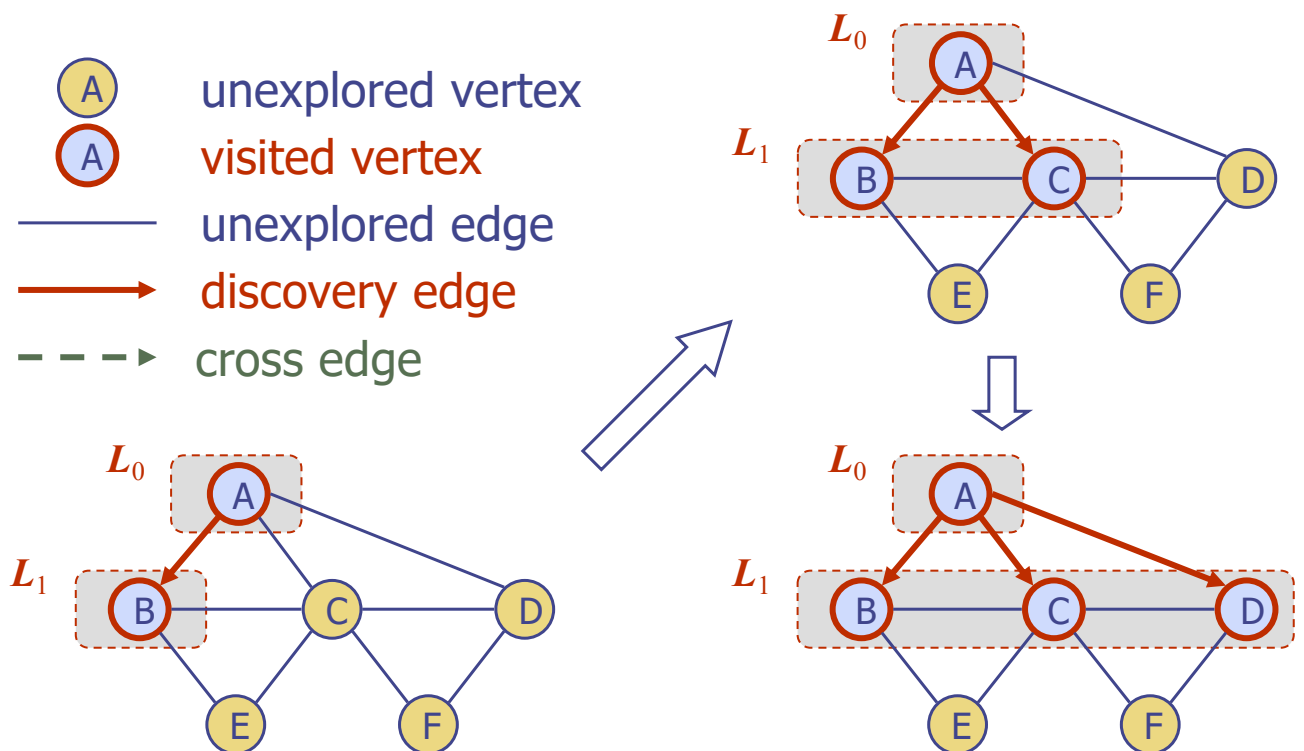 A unexplored vertex
A visited vertex
unexplored edge
discovery edge
cross edge
L0
A
L1
B C D
E F
L0
A
L1
B C D
E F
L0
A
L1
B C D
E F